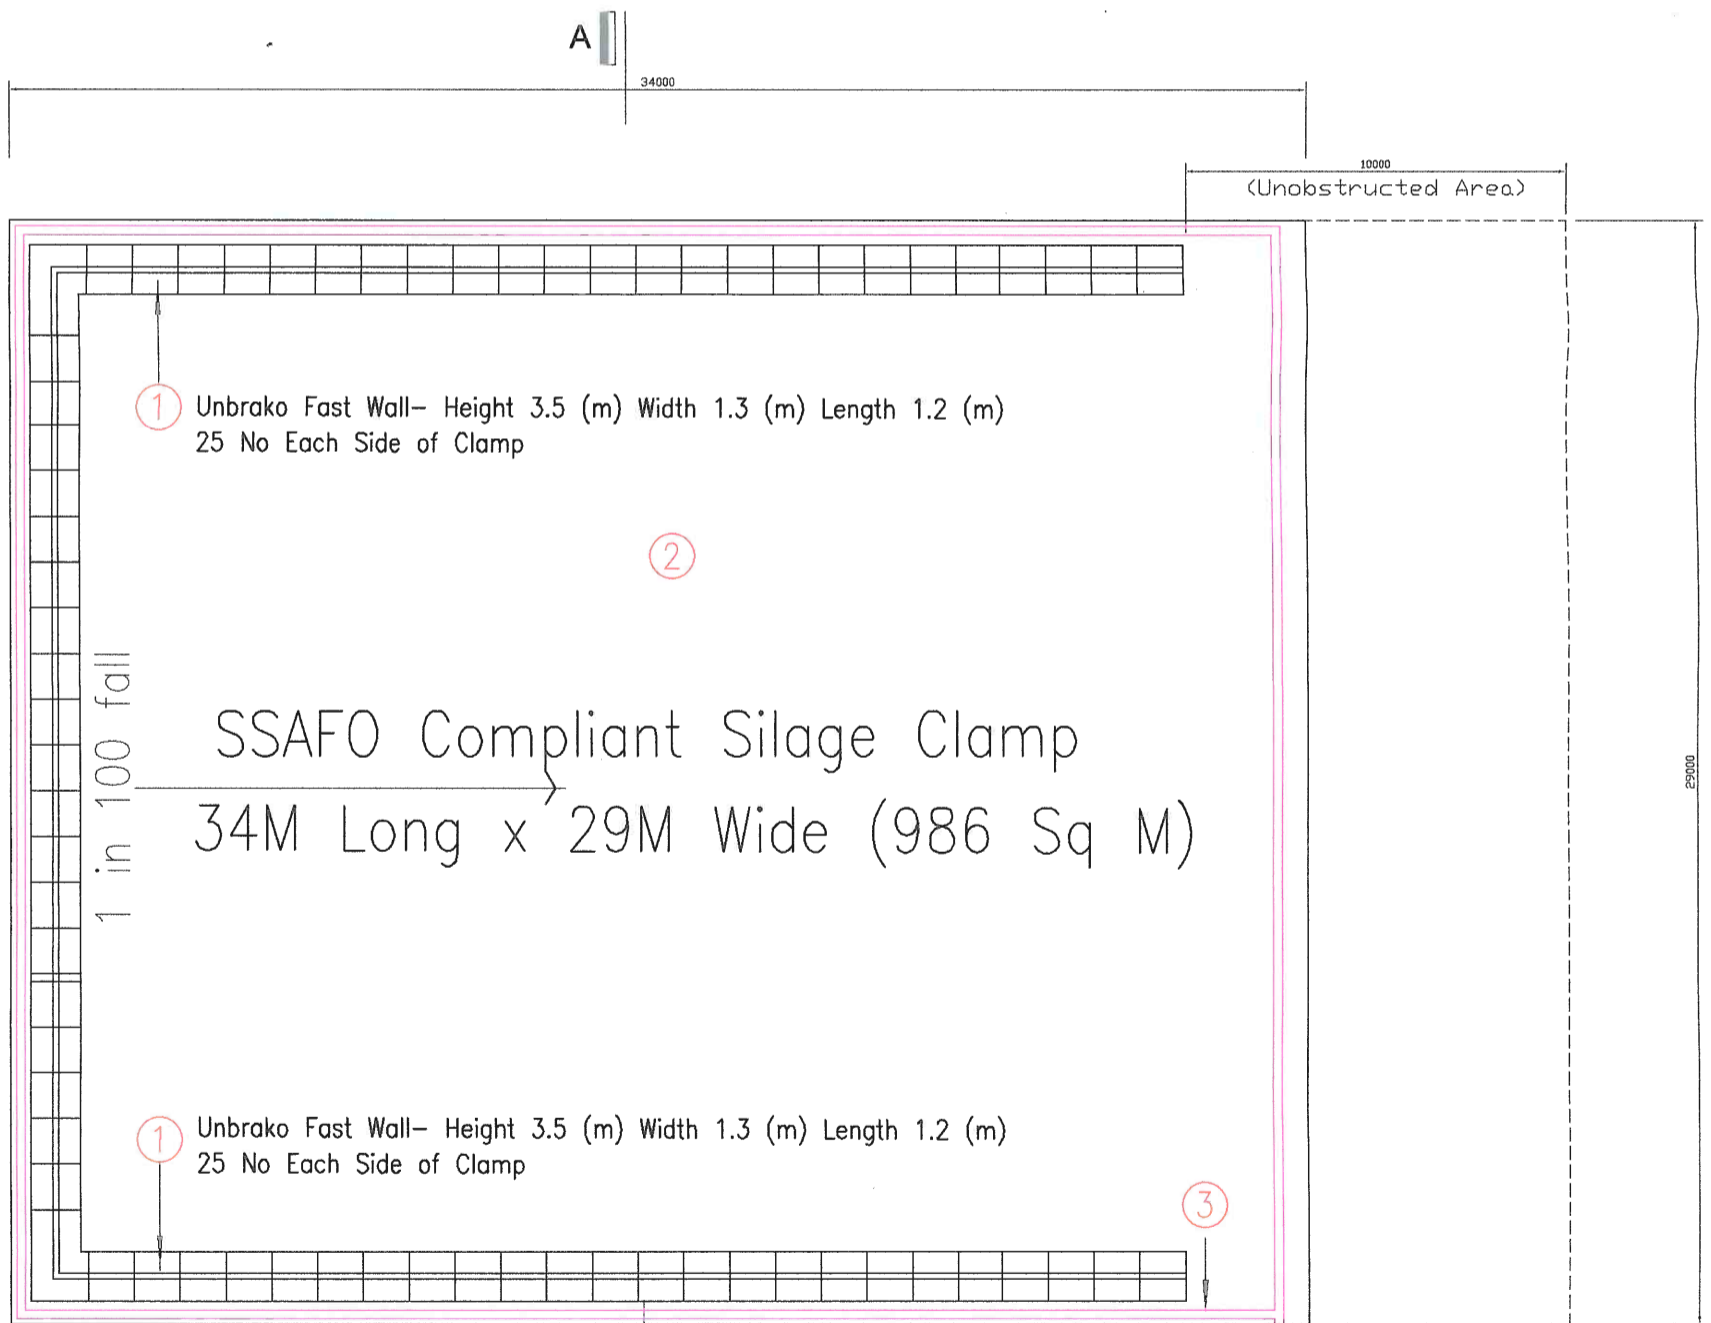 A
34000
10000
(Unobstructed Area)
1
Unbrako Fast Wall- Height 3.5 (m) Width 1.3 (m) Length 1.2 (m)
25 No Each Side of Clamp
2
1 in 100 fall
SSAFO Compliant Silage Clamp
34M Long x 29M Wide (986 Sq M)
29000
1
Unbrako Fast Wall- Height 3.5 (m) Width 1.3 (m) Length 1.2 (m)
25 No Each Side of Clamp
3